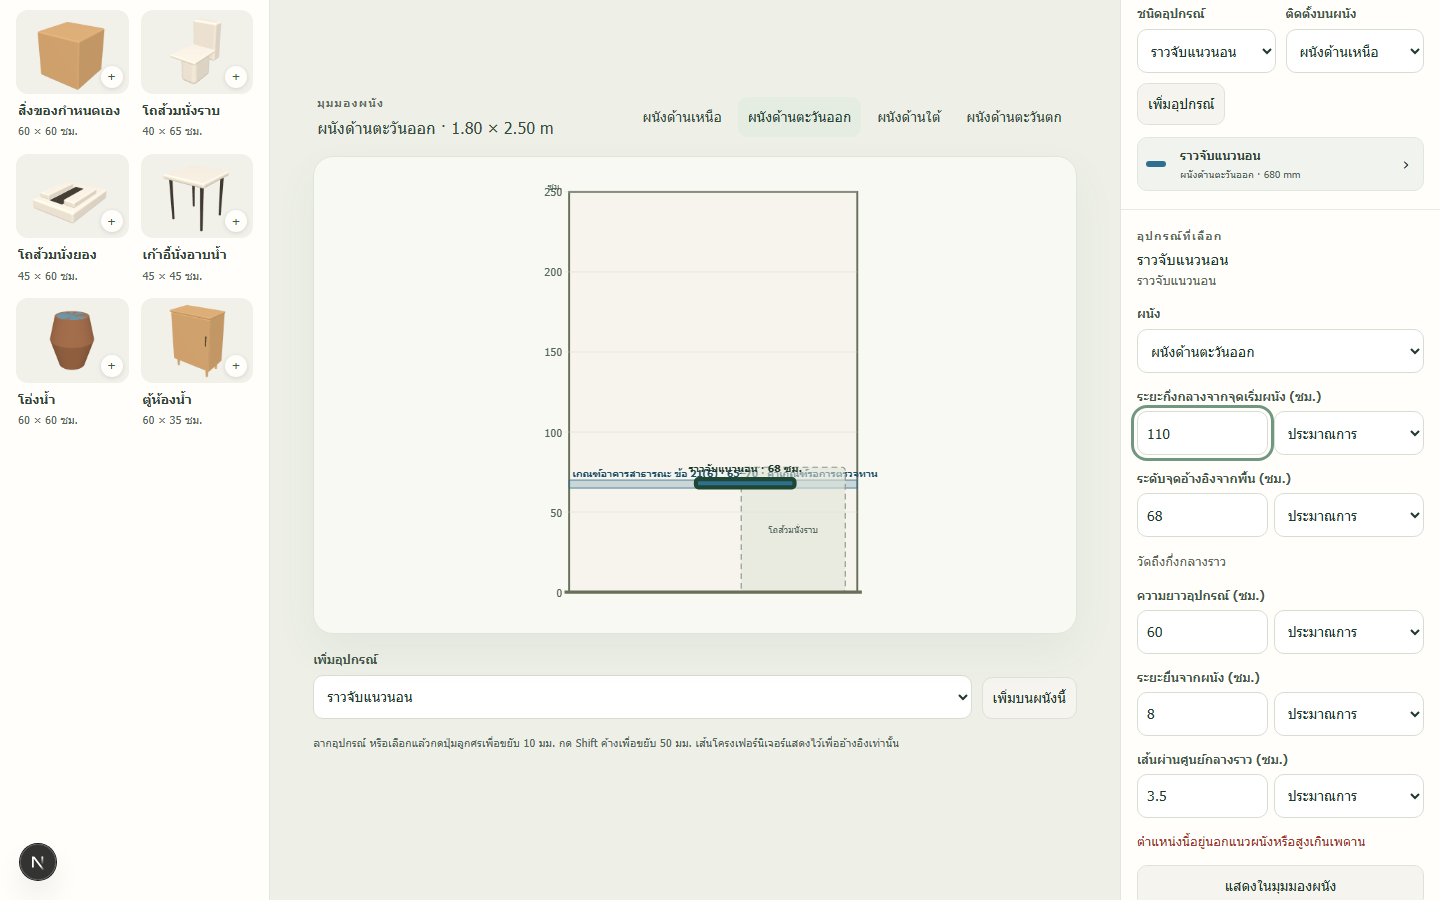 +
+
สิ่งของกำหนดเอง
60 × 60 ซม.
โถส้วมนั่งราบ
40 × 65 ซม.
+
+
โถส้วมนั่งยอง
45 × 60 ซม.
เก้าอี้นั่งอาบน้ำ
45 × 45 ซม.
+
+
โอ่งน้ำ
60 × 60 ซม.
ตู้ห้องน้ำ
60 × 35 ซม.
N
มุมมองผนัง
ผนังด้านตะวันออก · 1.80 × 2.50 m
ผนังด้านเหนือ
ผนังด้านตะวันออก
ผนังด้านใต้
ผนังด้านตะวันตก
ซม.
250
200
150
100
50
0
ราวจับแนวนอน · 68 ซม.
เกณฑ์อาคารสาธารณะ ข้อ 21(6) · 65–70 ·
โถส้วมนั่งราบ
เพิ่มอุปกรณ์
ราวจับแนวนอน
เพิ่มบนผนังนี้
ลากอุปกรณ์ หรือเลือกแล้วกดปุ่มลูกศรเพื่อขยับ 10 มม. กด Shift ค้างเพื่อขยับ 50 มม. เส้นโครงเฟอร์นิเจอร์แสดงไว้เพื่ออ้างอิงเท่านั้น
ชนิดอุปกรณ์
ติดตั้งบนผนัง
ราวจับแนวนอน
ผนังด้านเหนือ
เพิ่มอุปกรณ์
ราวจับแนวนอน
ผนังด้านตะวันออก · 680 mm
อุปกรณ์ที่เลือก
ราวจับแนวนอน
ราวจับแนวนอน
ผนัง
ผนังด้านตะวันออก
ระยะกึ่งกลางจากจุดเริ่มผนัง (ซม.)
110
ประมาณการ
ระดับจุดอ้างอิงจากพื้น (ซม.)
68
ประมาณการ
วัดถึงกึ่งกลางราว
ความยาวอุปกรณ์ (ซม.)
60
ประมาณการ
ระยะยื่นจากผนัง (ซม.)
8
ประมาณการ
เส้นผ่านศูนย์กลางราว (ซม.)
3.5
ประมาณการ
ตำแหน่งนี้อยู่นอกแนวผนังหรือสูงเกินเพดาน
แสดงในมุมมองผนัง